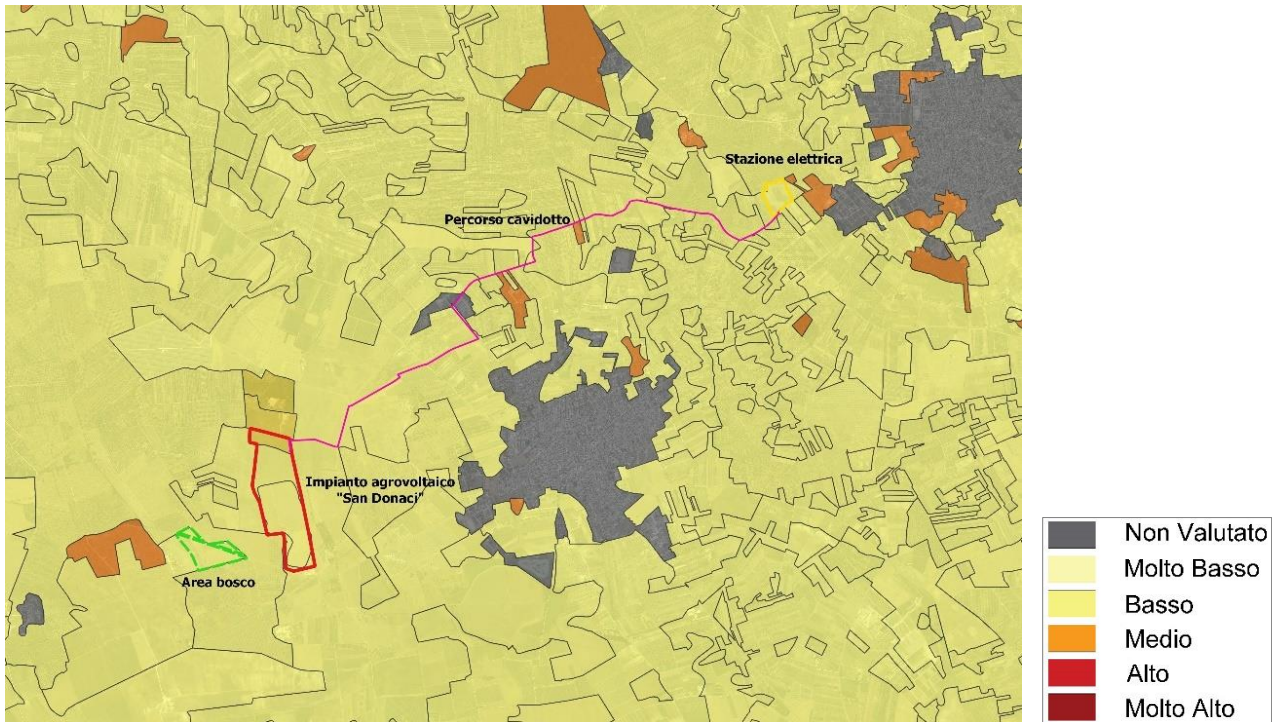 Stazione elettrica
Percorso cavidotto
Impianto agrovoltaico
"San Donaci"
Area bosco
Non Valutato
Molto Basso
Basso
Medio
Alto
Molto Alto